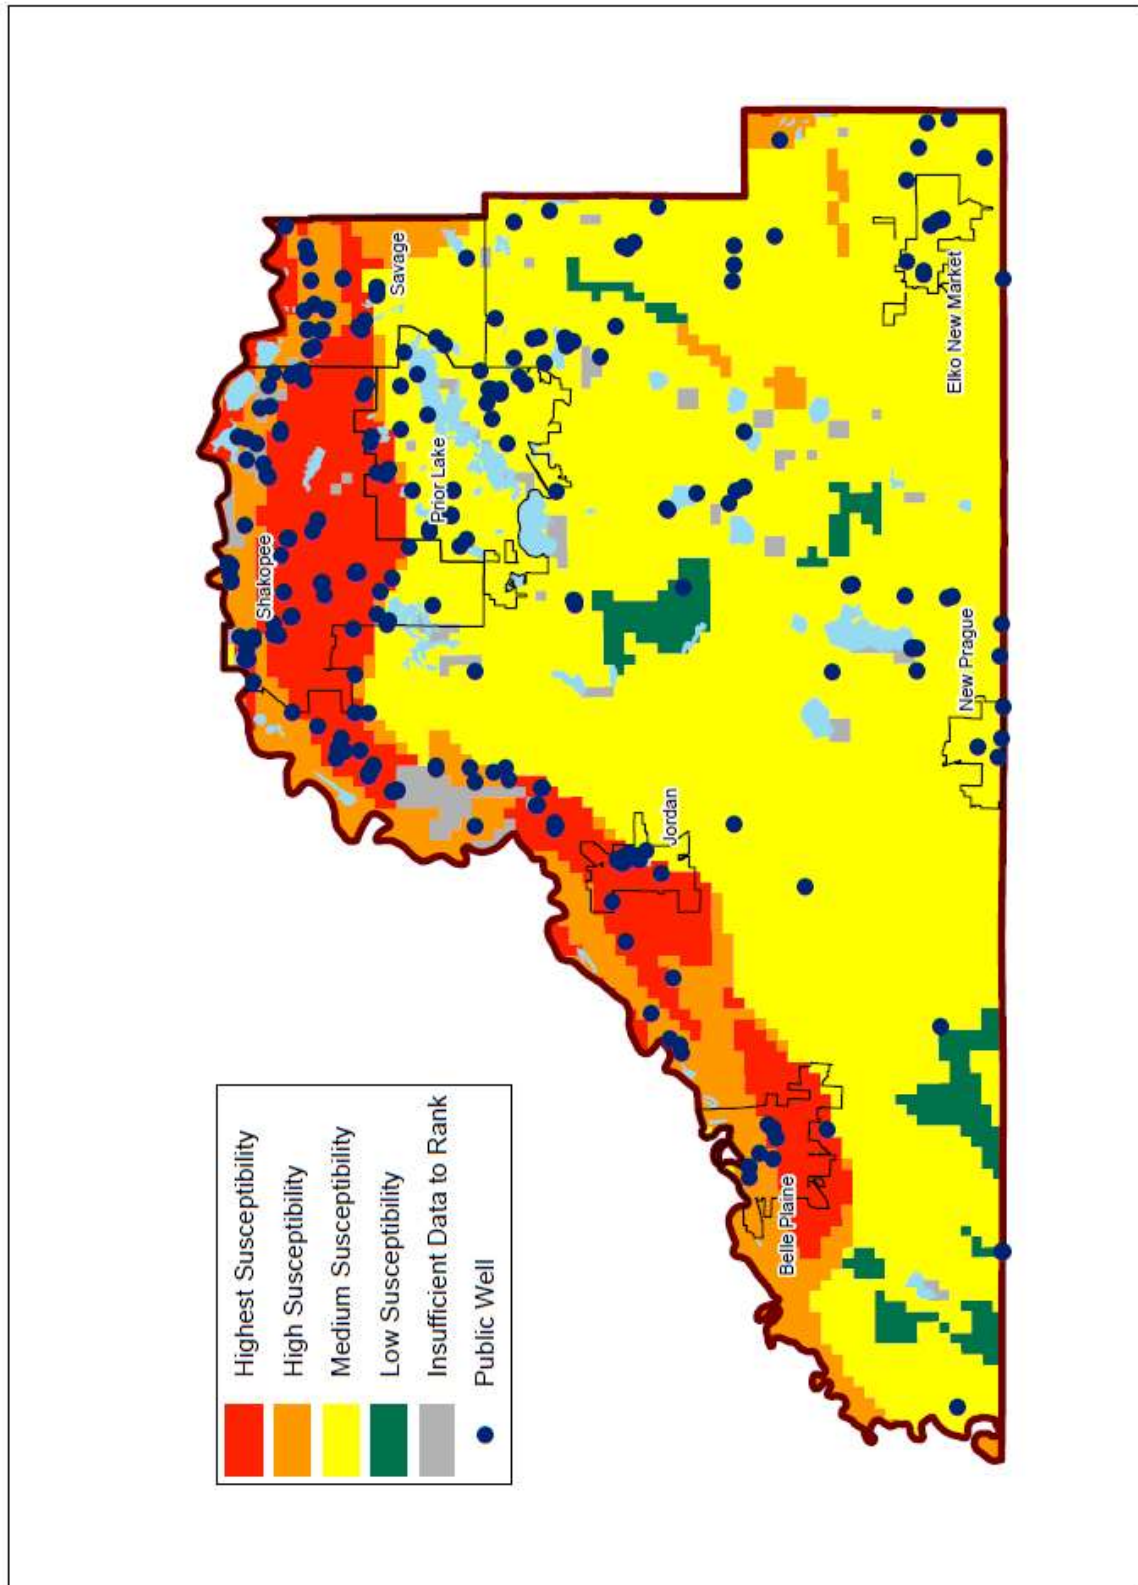 Highest Susceptibility
High Susceptibility
Medium Susceptibility
Low Susceptibility
Insufficient Data to Rank
Public Well
Shakopee
Savage
Prior Lake
Jordan
Belle Plaine
New Prague
Elko New Market